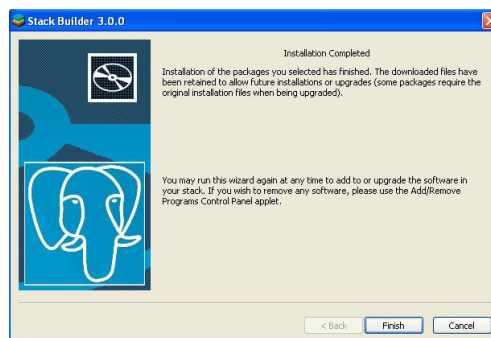 Stack Builder 3.0.0
Installation Completed
Installation of the packages you selected has finished. The downloaded files have
been retained to allow future installations or upgrades (some packages require the
original installation files when being upgraded).
You may run this wizard again at any time to add to or upgrade the software in
your stack. If you wish to remove any software, please use the Add/Remove
Programs Control Panel applet.
< Back
Finish
Cancel